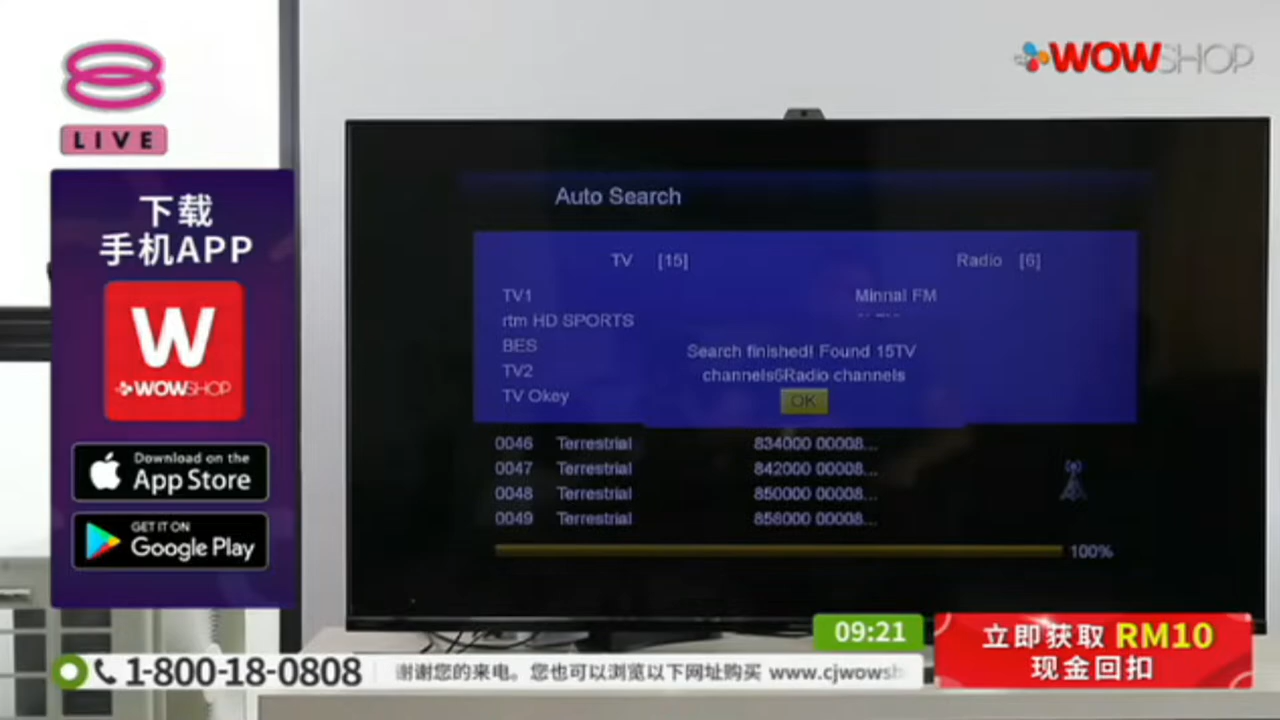 LIVE
WOWSHOP
下载
手机APP
W
WOWSHOP
Download on the
App Store
GET IT ON
Google Play
Auto Search
TV [15]
Radio [6]
TV1
Minnal FM
rtm HD SPORTS
BES
TV2
TV Okey
Search finished! Found 15TV
channels6Radio channels
OK
0046 Terrestrial 834000 00008...
0047 Terrestrial 842000 00008...
0048 Terrestrial 850000 00008...
0049 Terrestrial 858000 00008...
100%
09:21
1-800-18-0808
谢谢您的来电。您也可以浏览以下网址购买 www.cjwowsh
立即获取 RM10
现金回扣